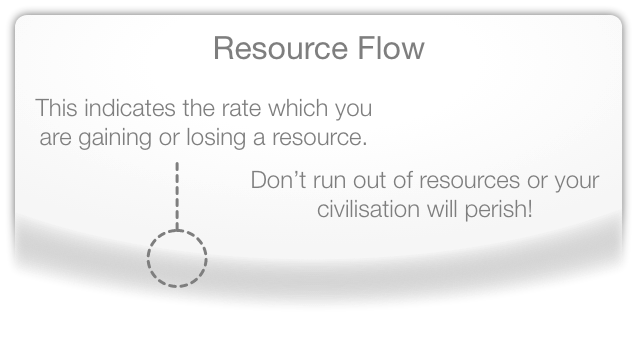 Resource Flow
This indicates the rate which you
are gaining or losing a resource.
Don't run out of resources or your
civilisation will perish!